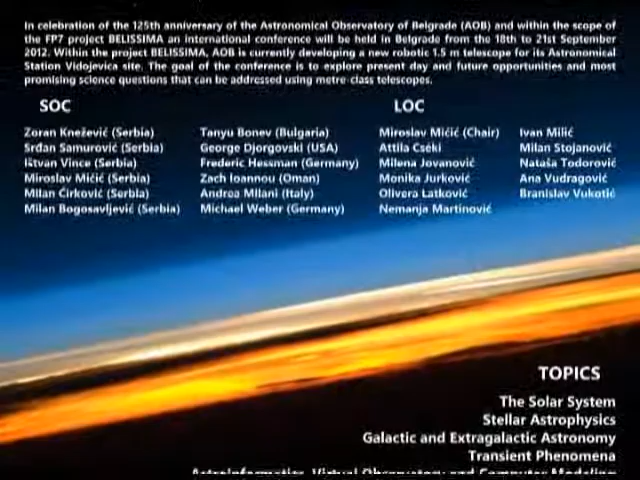 In celebration of the 125th anniversary of the Astronomical Observatory of Belgrade (AOB) and within the scope of
the FP7 project BELISSIMA an international conference will be held in Belgrade from the 18th to 21st September
2012. Within the project BELISSIMA, AOB is currently developing a new robotic 1.5 m telescope for its Astronomical
Station Vidojevica site. The goal of the conference is to explore present day and future opportunities and most
promising science questions that can be addressed using metre-class telescopes.
SOC
Zoran Knežević (Serbia)
Srđan Samurović (Serbia)
Ištvan Vince (Serbia)
Miroslav Mićić (Serbia)
Milan Ćirković (Serbia)
Milan Bogosavljević (Serbia)
Tanyu Bonev (Bulgaria)
George Djorgovski (USA)
Frederic Hessman (Germany)
Zach Ioannou (Oman)
Andrea Milani (Italy)
Michael Weber (Germany)
LOC
Miroslav Mićić (Chair)
Attila Cséki
Milena Jovanović
Monika Jurković
Olivera Latković
Nemanja Martinović
Ivan Milić
Milan Stojanović
Nataša Todorović
Ana Vudragović
Branislav Vukotić
TOPICS
The Solar System
Stellar Astrophysics
Galactic and Extragalactic Astronomy
Transient Phenomena
AstroInformatics, Virtual Observatory and Computer Modeling